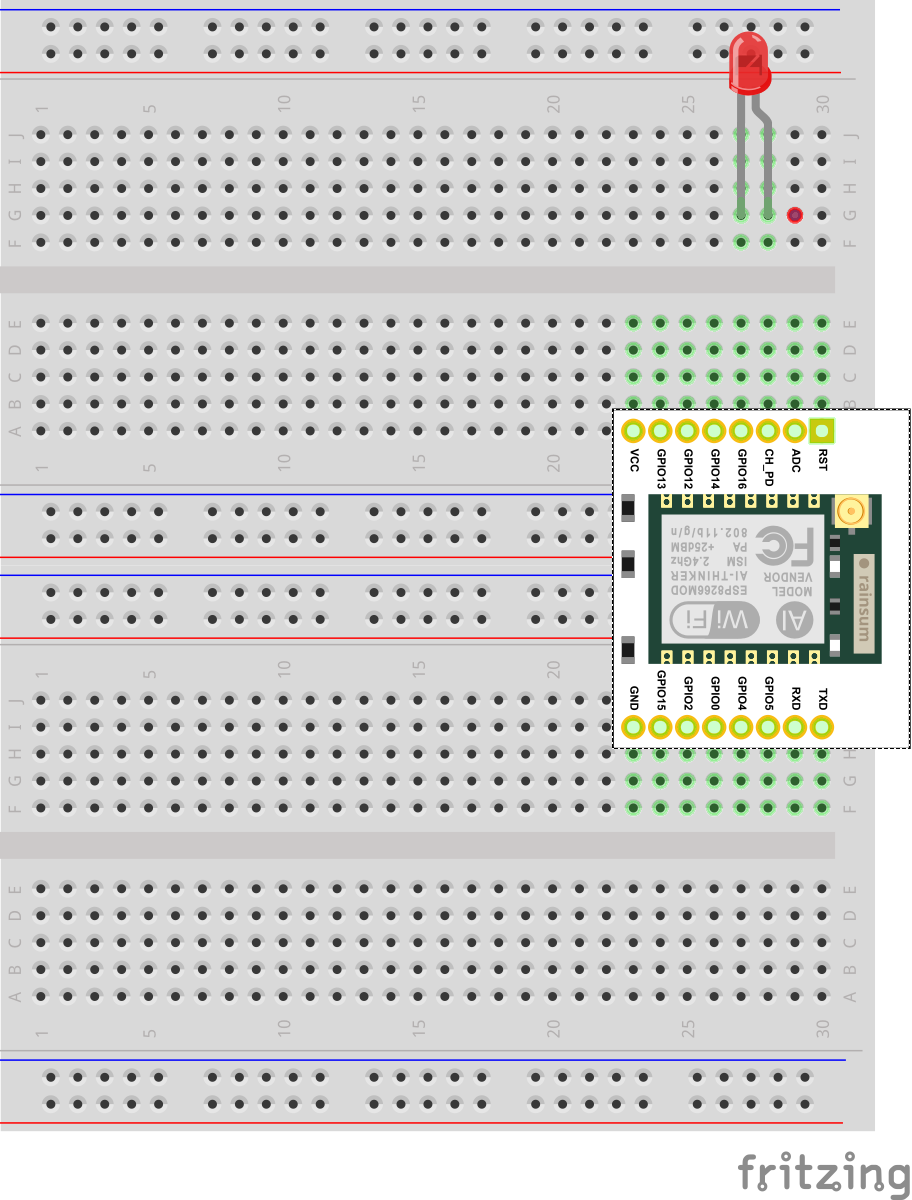 1 5 10 15 20 25 30
J J
I I
H H
G G
F F
E E
D D
C C
B B
A
1 5 10 15 20
VCC GPIO13 GPIO12 GPIO14 GPIO16 CH_PD ADC RST
MODEL ESP8266MOD
VENDOR AI-THINKER
ISM 2.4GHz
PA +25dBM
802.11b/g/n
FC
AI
WiFi
rainsum
GND GPIO15 GPIO2 GPIO0 GPIO4 GPIO5 RXD TXD
1 5 10 15 20
J
I
H H
G G
F F
E E
D D
C C
B B
A A
1 5 10 15 20 25 30
fritzing